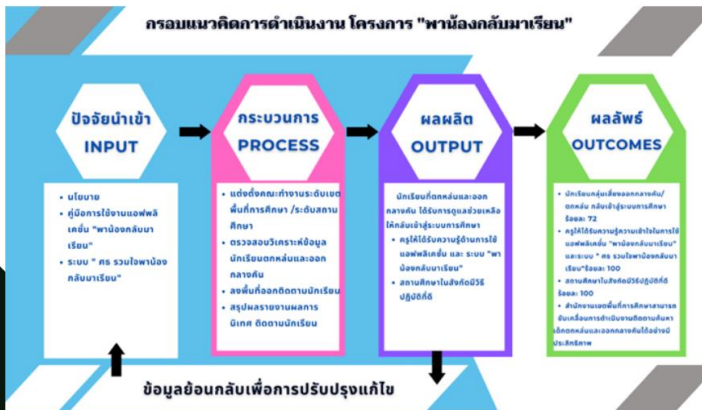 กรอบแนวคิดการดำเนินงาน โครงการ "พาน้องกลับมาเรียน"
ปัจจัยนำเข้า
INPUT
• นโยบาย
• คู่มือการใช้งานแอพพลิ
เคชั่น "พาน้องกลับมา
เรียน"
• ระบบ " ศธ รวมใจพาน้อง
กลับมาเรียน"
กระบวนการ
PROCESS
• แต่งตั้งคณะทำงานระดับเขต
พื้นที่การศึกษา /ระดับสถาน
ศึกษา
• ตรวจสอบวิเคราะห์ข้อมูล
นักเรียนตกหล่นและออก
กลางคัน
• ลงพื้นที่ออกติดตามนักเรียน
• สรุปผลรายงานผลการ
นิเทศ ติดตามนักเรียน
ผลผลิต
OUTPUT
นักเรียนที่ตกหล่นและออก
กลางคัน ได้รับการดูแลช่วยเหลือ
ให้กลับเข้าสู่ระบบการศึกษา
• ครูให้ได้รับความรู้ด้านการใช้
แอพพลิเคชั่น และ ระบบ "พา
น้องกลับมาเรียน"
• สถานศึกษาในสังกัดมีวิธี
ปฏิบัติที่ดี
ผลลัพธ์
OUTCOMES
• นักเรียนกลุ่มเสี่ยงออกกลางคัน/
ตกหล่น กลับเข้าสู่ระบบการศึกษา
ร้อยละ 72
• ครูให้ได้รับความรู้ความเข้าใจในการใช้
แอพพลิเคชั่น "พาน้องกลับมาเรียน"
และระบบ " ศธ รวมใจพาน้องกลับมา
เรียน"ร้อยละ 100
• สถานศึกษาในสังกัดมีวิธีปฏิบัติที่ดี
ร้อยละ 100
• สำนักงานเขตพื้นที่การศึกษาสามารถ
ขับเคลื่อนการดำเนินงานติดตามค้นหา
เด็กตกหล่นและออกกลางคันได้อย่างมี
ประสิทธิภาพ
ข้อมูลย้อนกลับเพื่อการปรับปรุงแก้ไข